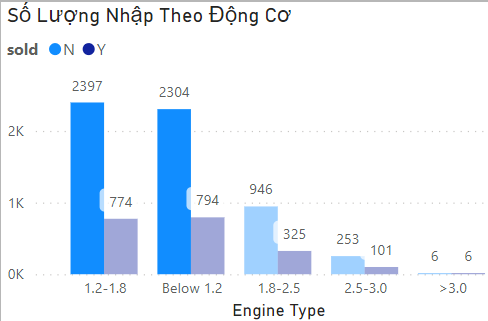 Số Lượng Nhập Theo Động Cơ
sold N Y
2397
2304
2K
946
774
794
1K
325
253
101
6 6
0K
1.2-1.8 Below 1.2 1.8-2.5 2.5-3.0 >3.0
Engine Type